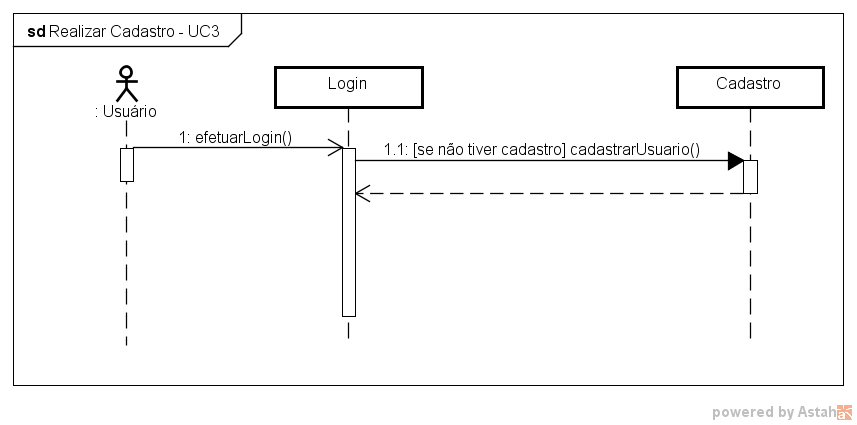 sd Realizar Cadastro - UC3
Login
Cadastro
: Usuário
1: efetuarLogin()
1.1: [se não tiver cadastro] cadastrarUsuario()
powered by Astah